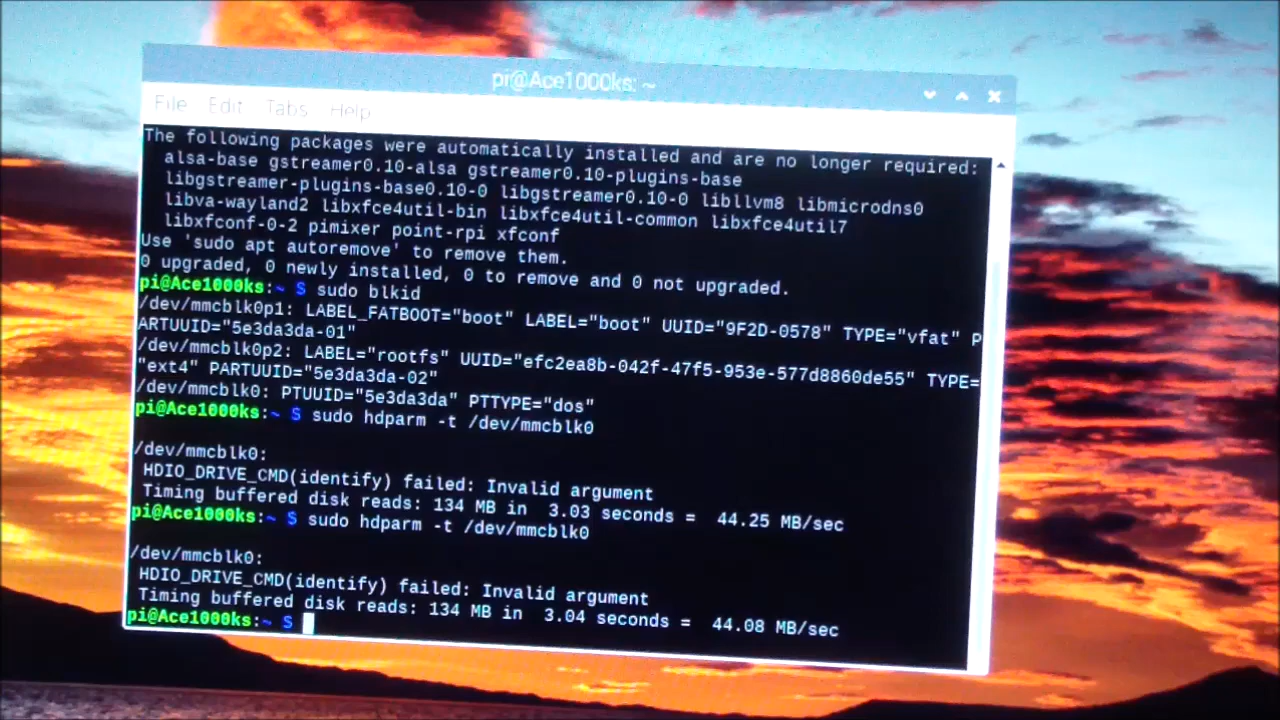 pi@Ace1000ks: ~
File Edit Tabs Help
The following packages were automatically installed and are no longer required:
alsa-base gstreamer0.10-alsa gstreamer0.10-plugins-base
libgstreamer-plugins-base0.10-0 libgstreamer0.10-0 libllvm8 libmicrodns0
libva-wayland2 libxfce4util-bin libxfce4util-common libxfce4util7
libxfconf-0-2 pimixer point-rpi xfconf
Use 'sudo apt autoremove' to remove them.
0 upgraded, 0 newly installed, 0 to remove and 0 not upgraded.
pi@Ace1000ks:~ $ sudo blkid
/dev/mmcblk0p1: LABEL_FATBOOT="boot" LABEL="boot" UUID="9F2D-0578" TYPE="vfat" P
ARTUUID="5e3da3da-01"
/dev/mmcblk0p2: LABEL="rootfs" UUID="efc2ea8b-042f-47f5-953e-577d8860de55" TYPE=
"ext4" PARTUUID="5e3da3da-02"
/dev/mmcblk0: PTUUID="5e3da3da" PTTYPE="dos"
pi@Ace1000ks:~ $ sudo hdparm -t /dev/mmcblk0
/dev/mmcblk0:
HDIO_DRIVE_CMD(identify) failed: Invalid argument
Timing buffered disk reads: 134 MB in 3.03 seconds = 44.25 MB/sec
pi@Ace1000ks:~ $ sudo hdparm -t /dev/mmcblk0
/dev/mmcblk0:
HDIO_DRIVE_CMD(identify) failed: Invalid argument
Timing buffered disk reads: 134 MB in 3.04 seconds = 44.08 MB/sec
pi@Ace1000ks:~ $